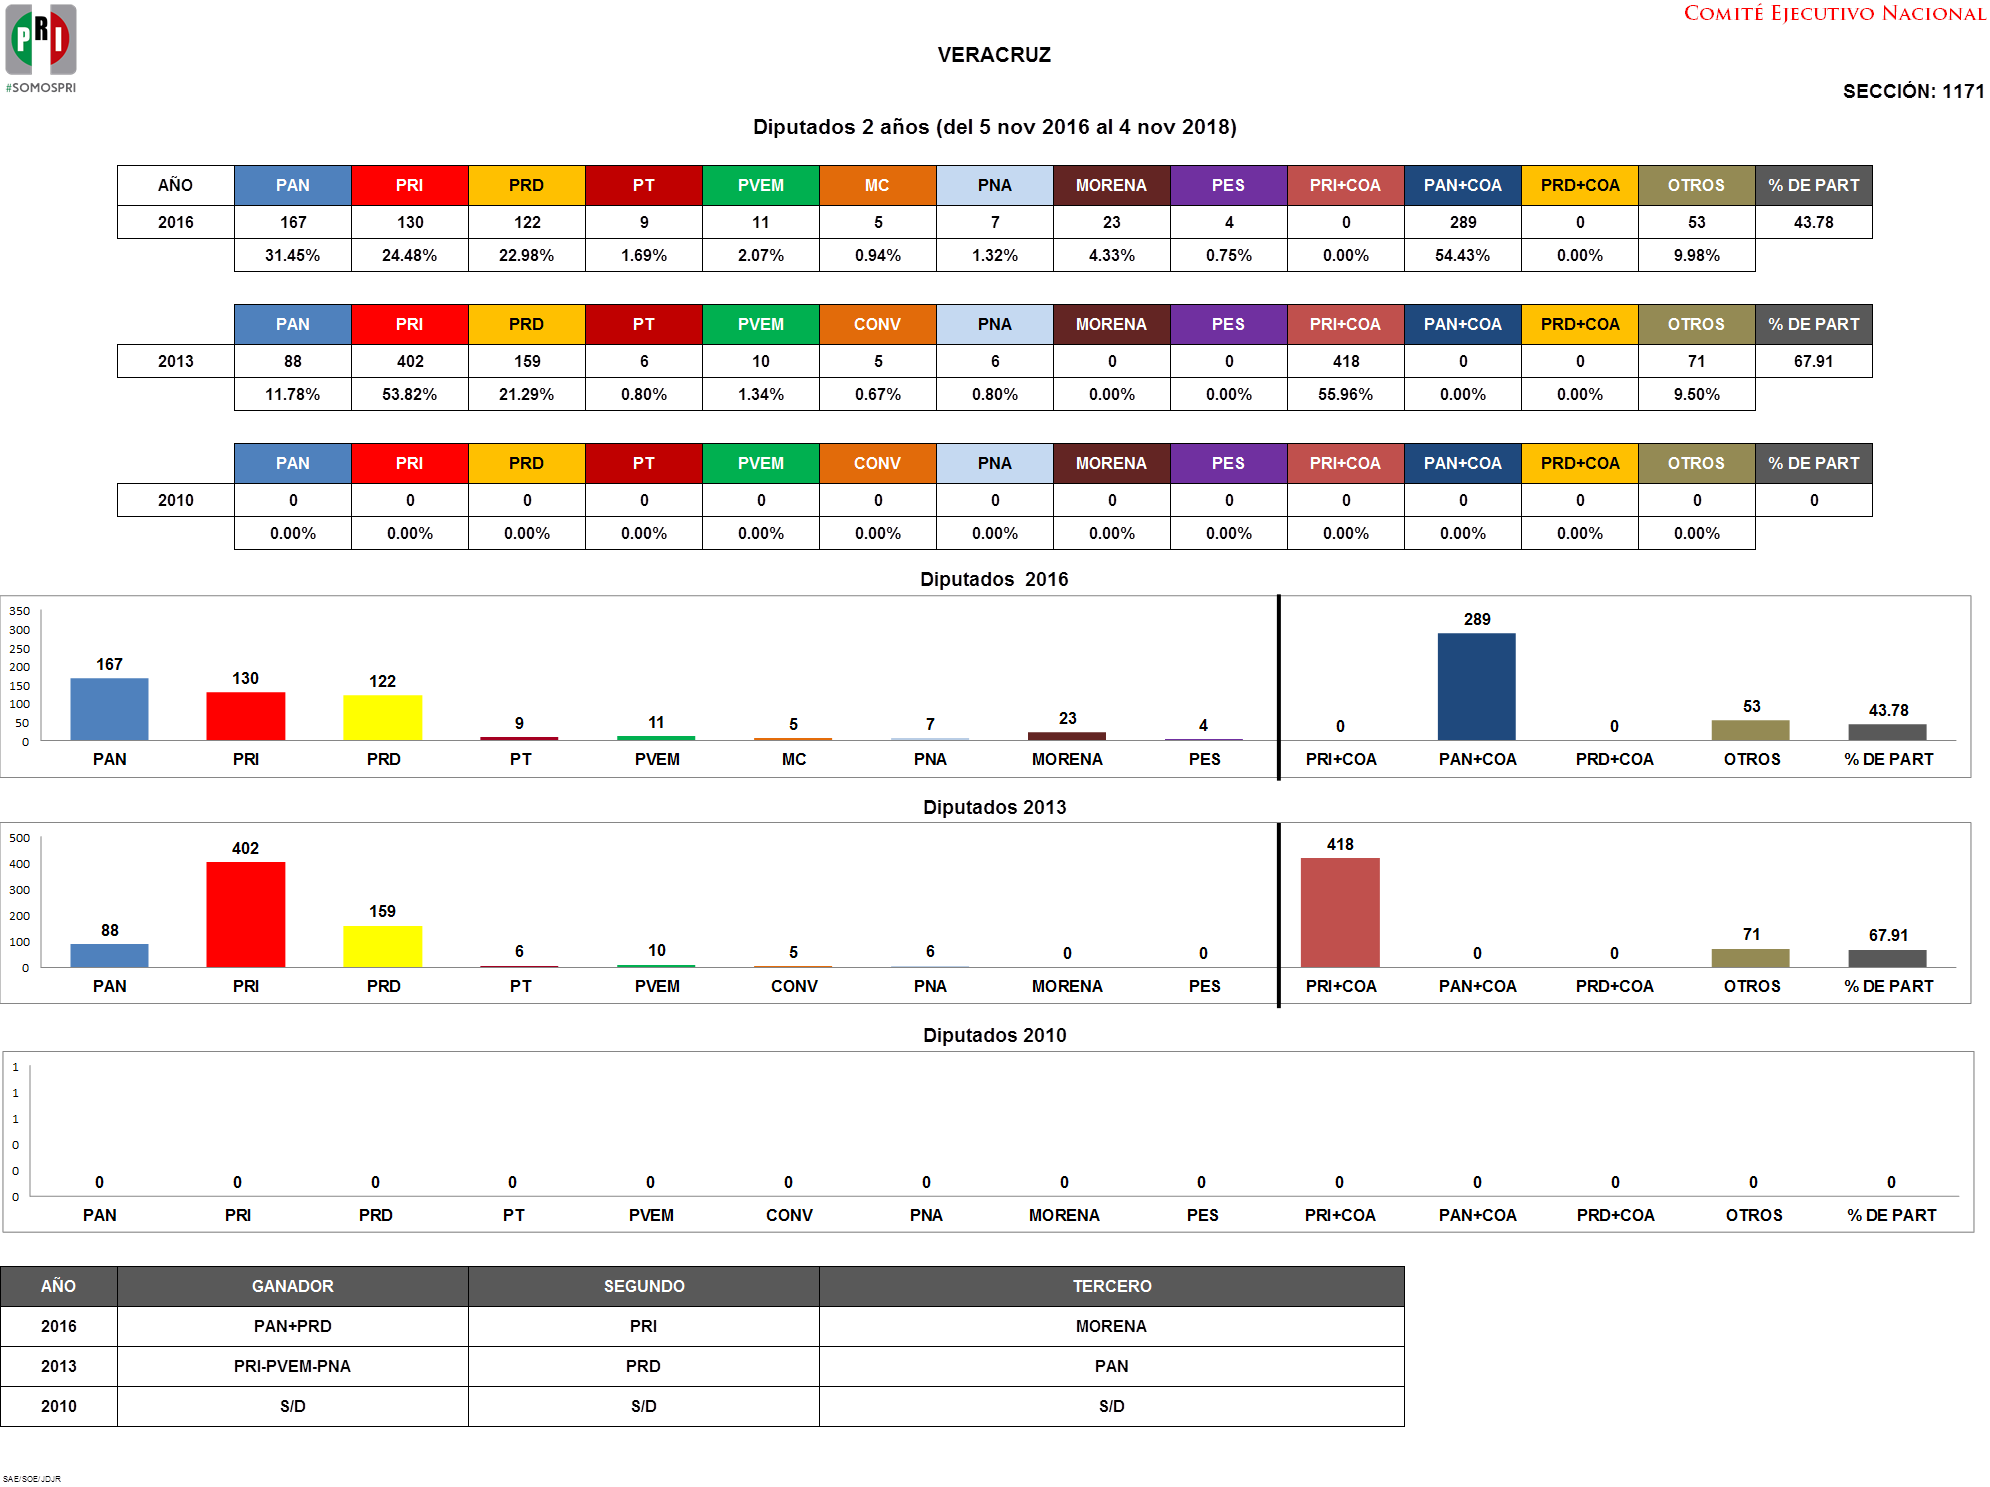 PRI
#SOMOSPRI
COMITÉ EJECUTIVO NACIONAL
VERACRUZ
SECCIÓN: 1171
Diputados 2 años (del 5 nov 2016 al 4 nov 2018)
AÑO PAN PRI PRD PT PVEM MC PNA MORENA PES PRI+COA PAN+COA PRD+COA OTROS % DE PART
2016 167 130 122 9 11 5 7 23 4 0 289 0 53 43.78
31.45% 24.48% 22.98% 1.69% 2.07% 0.94% 1.32% 4.33% 0.75% 0.00% 54.43% 0.00% 9.98%
PAN PRI PRD PT PVEM CONV PNA MORENA PES PRI+COA PAN+COA PRD+COA OTROS % DE PART
2013 88 402 159 6 10 5 6 0 0 418 0 0 71 67.91
11.78% 53.82% 21.29% 0.80% 1.34% 0.67% 0.80% 0.00% 0.00% 55.96% 0.00% 0.00% 9.50%
PAN PRI PRD PT PVEM CONV PNA MORENA PES PRI+COA PAN+COA PRD+COA OTROS % DE PART
2010 0 0 0 0 0 0 0 0 0 0 0 0 0 0
0.00% 0.00% 0.00% 0.00% 0.00% 0.00% 0.00% 0.00% 0.00% 0.00% 0.00% 0.00% 0.00%
Diputados 2016
350
300
250
200
150
100
50
0
167 130 122 9 11 5 7 23 4 0 289 0 53 43.78
PAN PRI PRD PT PVEM MC PNA MORENA PES PRI+COA PAN+COA PRD+COA OTROS % DE PART
Diputados 2013
500
400
300
200
100
0
88 402 159 6 10 5 6 0 0 418 0 0 71 67.91
PAN PRI PRD PT PVEM CONV PNA MORENA PES PRI+COA PAN+COA PRD+COA OTROS % DE PART
Diputados 2010
1
1
1
0
0
0
0 0 0 0 0 0 0 0 0 0 0 0 0 0
PAN PRI PRD PT PVEM CONV PNA MORENA PES PRI+COA PAN+COA PRD+COA OTROS % DE PART
AÑO GANADOR SEGUNDO TERCERO
2016 PAN+PRD PRI MORENA
2013 PRI-PVEM-PNA PRD PAN
2010 S/D S/D S/D
SAE/SOE/JDJR